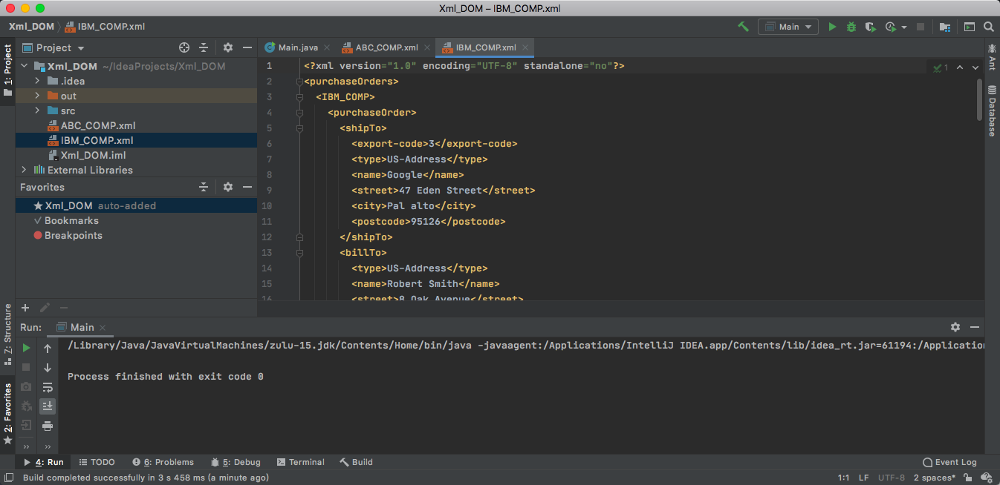 Xml_DOM – IBM_COMP.xml
Xml_DOM
IBM_COMP.xml
Main
1: Project
Project
Xml_DOM ~/IdeaProjects/Xml_DOM
.idea
out
src
ABC_COMP.xml
IBM_COMP.xml
Xml_DOM.iml
External Libraries
Favorites
Xml_DOM auto-added
Bookmarks
Breakpoints
Main.java
ABC_COMP.xml
IBM_COMP.xml
1 <?xml version="1.0" encoding="UTF-8" standalone="no"?>
2 <purchaseOrders>
3 <IBM_COMP>
4 <purchaseOrder>
5 <shipTo>
6 <export-code>3</export-code>
7 <type>US-Address</type>
8 <name>Google</name>
9 <street>47 Eden Street</street>
10 <city>Pal alto</city>
11 <postcode>95126</postcode>
12 </shipTo>
13 <billTo>
14 <type>US-Address</type>
15 <name>Robert Smith</name>
16 <street>8 Oak Avenue</street>
1
Ant
Database
7: Structure
2: Favorites
Run:
Main
/Library/Java/JavaVirtualMachines/zulu-15.jdk/Contents/Home/bin/java -javaagent:/Applications/IntelliJ IDEA.app/Contents/lib/idea_rt.jar=61194:/Application
Process finished with exit code 0
4: Run
TODO
6: Problems
5: Debug
Terminal
Build
Event Log
Build completed successfully in 3 s 458 ms (a minute ago)
1:1
LF
UTF-8
2 spaces*